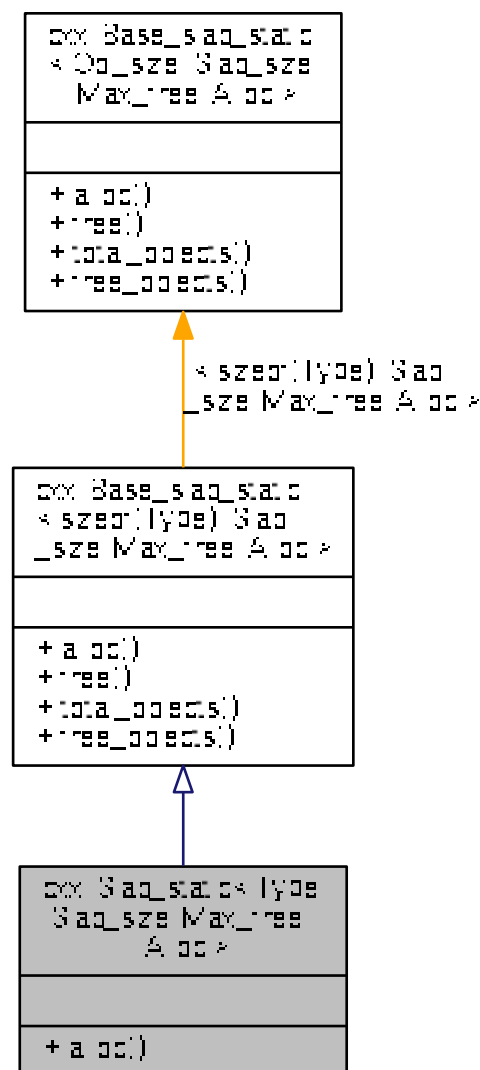 cxx::Base_slab_static
< Obj_size, Slab_size,
Max_free, Alloc >
+ alloc()
+ free()
+ total_objects()
+ free_objects()
< sizeof(Type), Slab
_size, Max_free, Alloc >
cxx::Base_slab_static
< sizeof(Type), Slab
_size, Max_free, Alloc >
+ alloc()
+ free()
+ total_objects()
+ free_objects()
cxx::Slab_static< Type,
Slab_size, Max_free,
Alloc >
+ alloc()